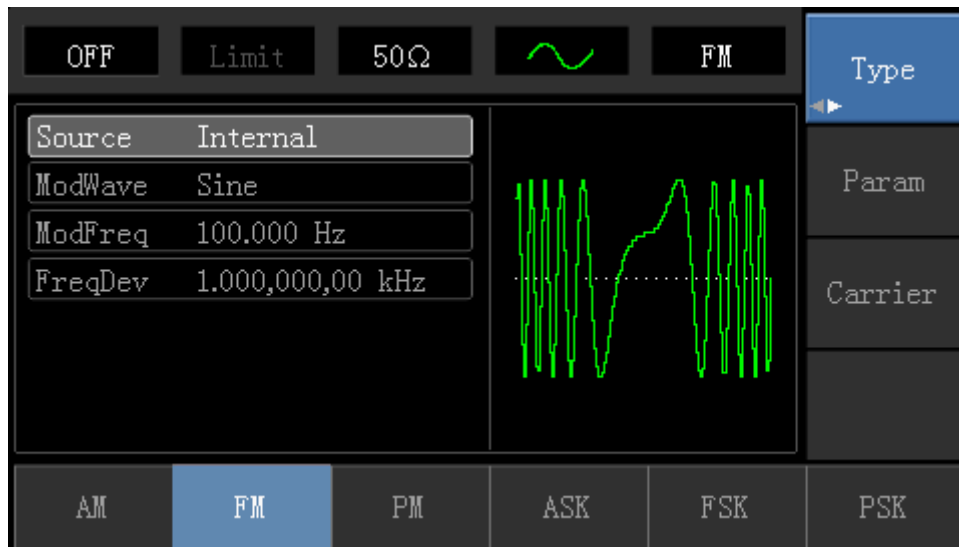 OFF Limit 50Ω FM
Type
Source Internal
ModWave Sine
ModFreq 100.000 Hz
FreqDev 1.000,000,00 kHz
Param
Carrier
AM FM PM ASK FSK PSK